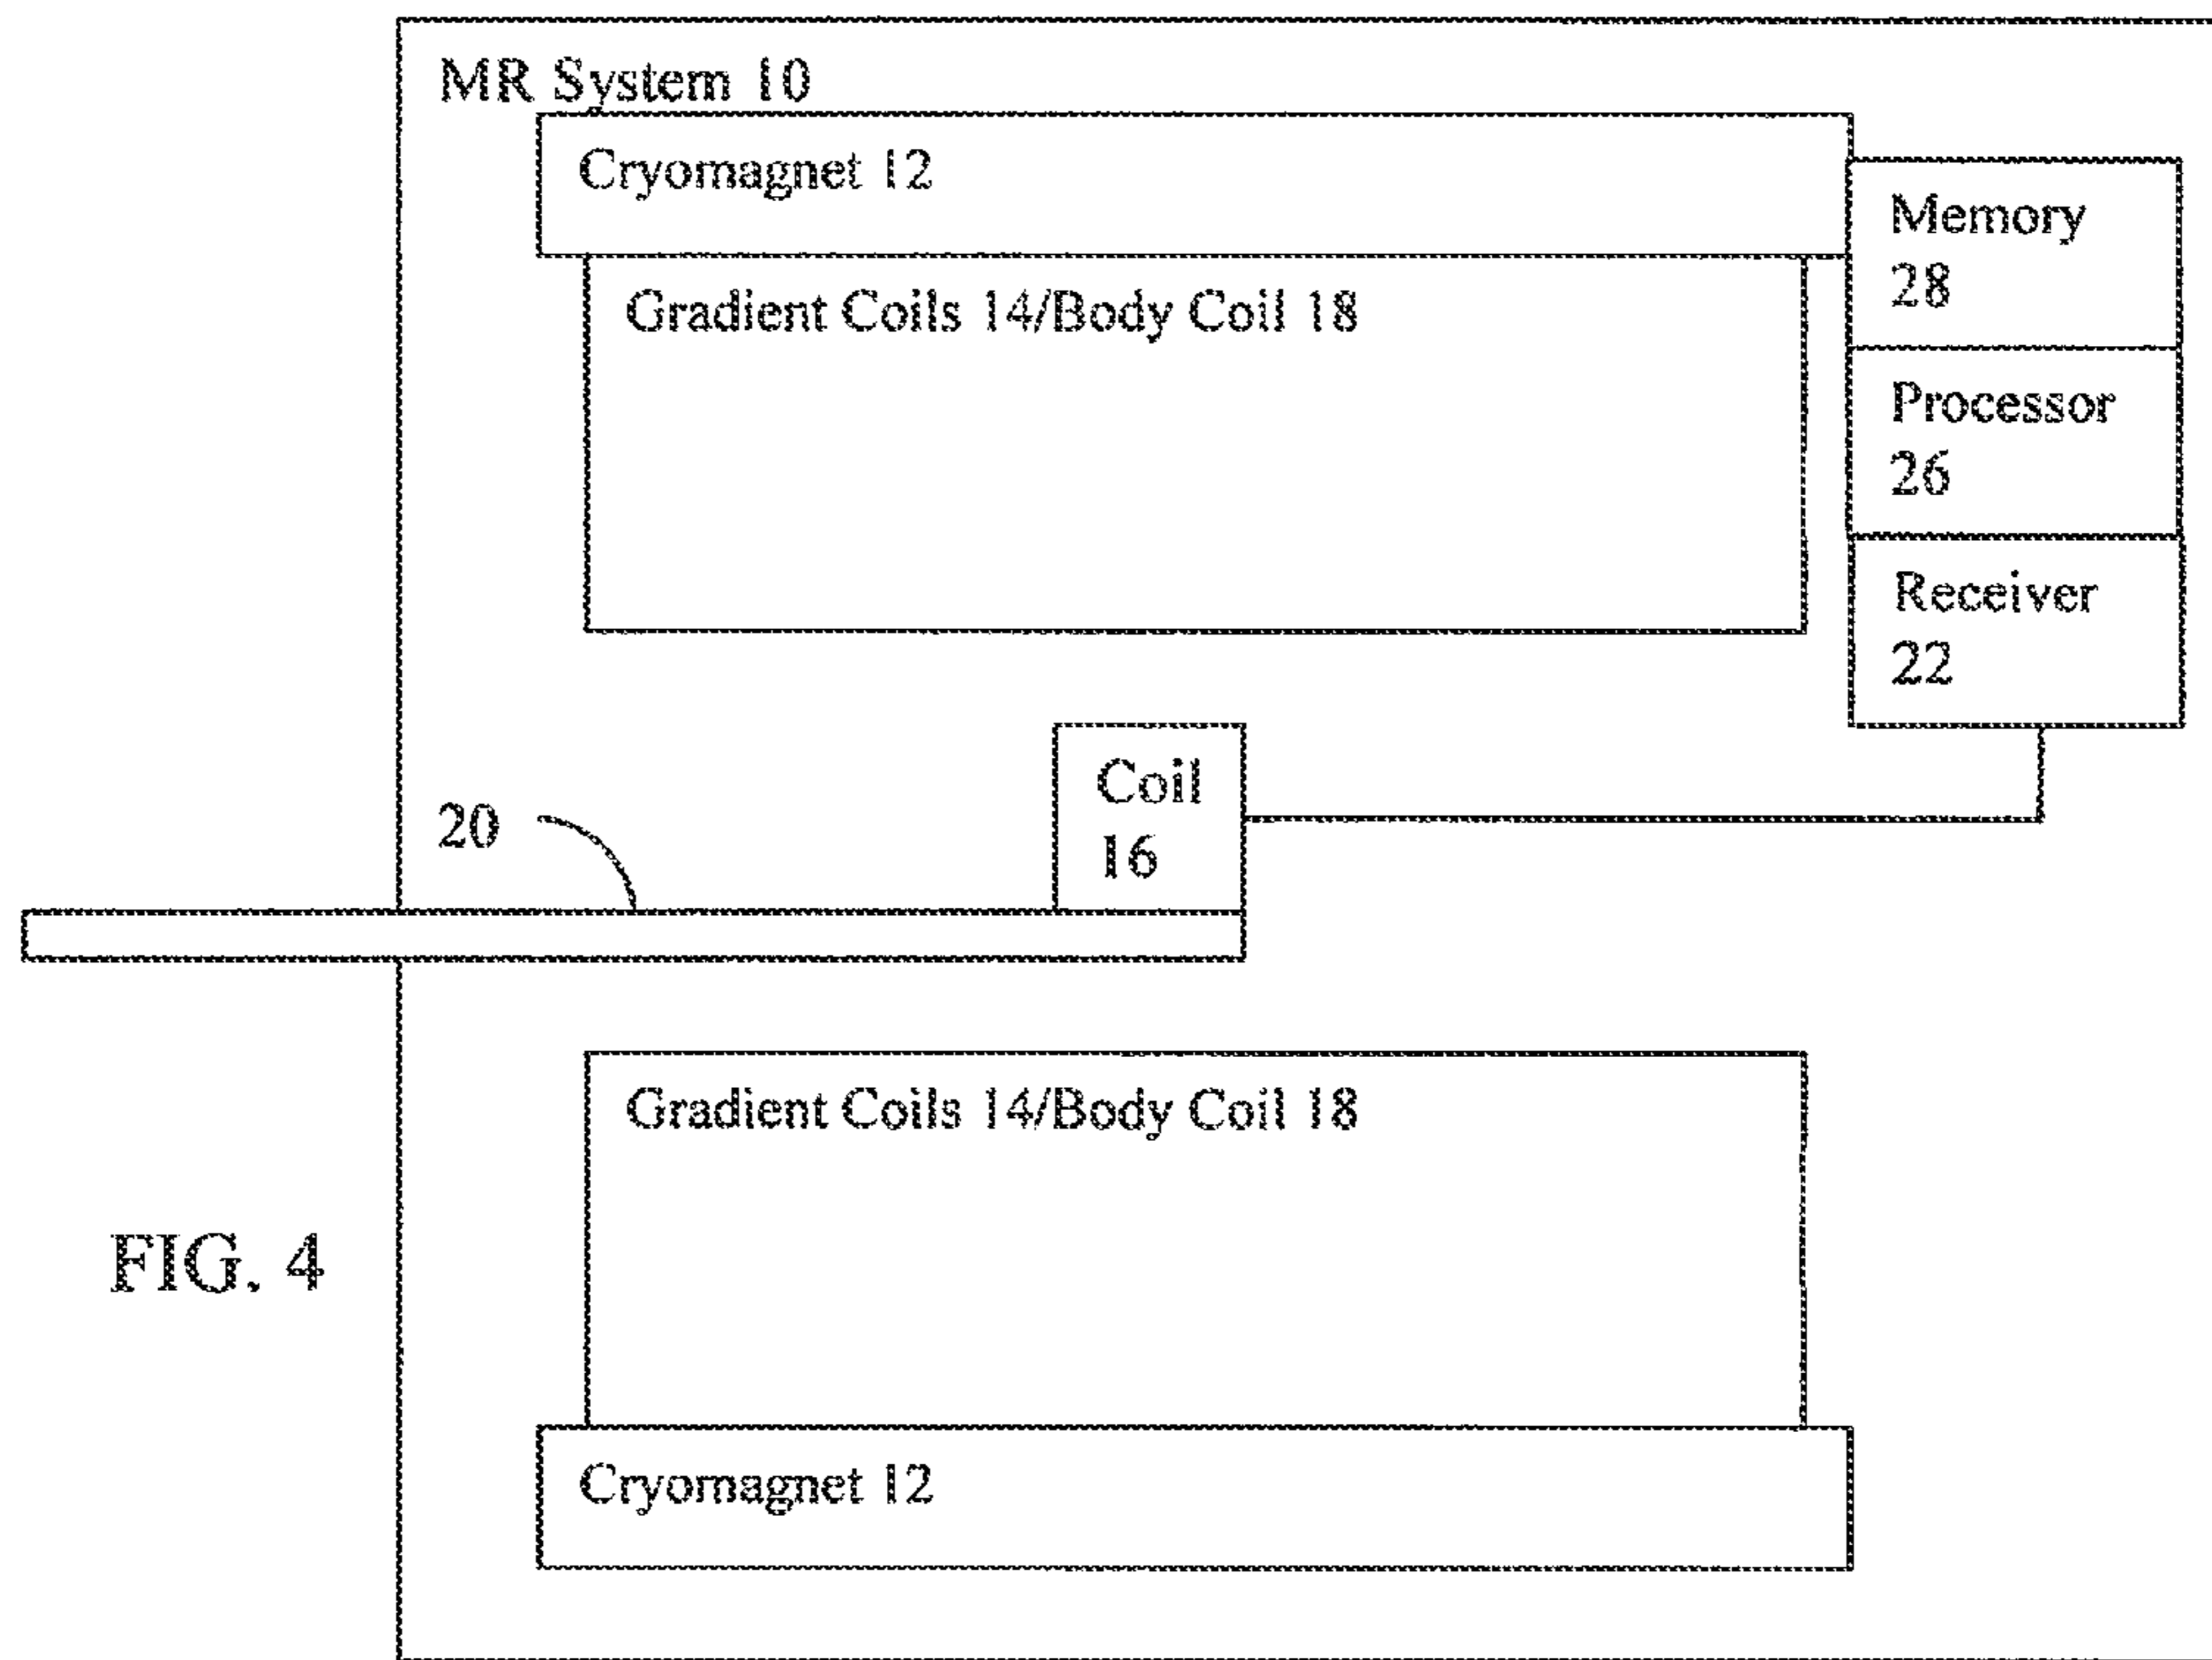 MR System 10
Cryomagnet 12
Memory
28
Gradient Coils 14/Body Coil 18
Processor
26
Receiver
22
Coil
16
20
Gradient Coils 14/Body Coil 18
FIG. 4
Cryomagnet 12